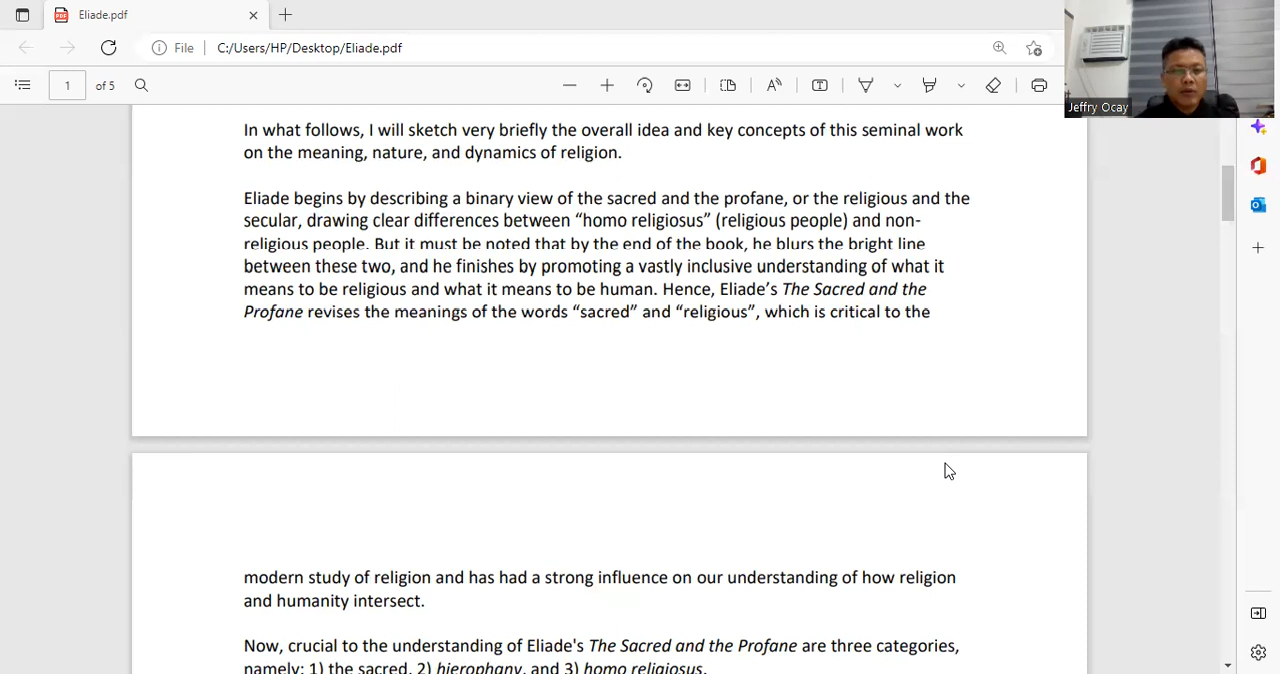 Eliade.pdf
File
C:/Users/HP/Desktop/Eliade.pdf
1 of 5
Jeffry Ocay
In what follows, I will sketch very briefly the overall idea and key concepts of this seminal work
on the meaning, nature, and dynamics of religion.
Eliade begins by describing a binary view of the sacred and the profane, or the religious and the
secular, drawing clear differences between “homo religiosus” (religious people) and non-
religious people. But it must be noted that by the end of the book, he blurs the bright line
between these two, and he finishes by promoting a vastly inclusive understanding of what it
means to be religious and what it means to be human. Hence, Eliade’s The Sacred and the
Profane revises the meanings of the words “sacred” and “religious”, which is critical to the
modern study of religion and has had a strong influence on our understanding of how religion
and humanity intersect.
Now, crucial to the understanding of Eliade's The Sacred and the Profane are three categories,
namely: 1) the sacred, 2) hierophany, and 3) homo religiosus.